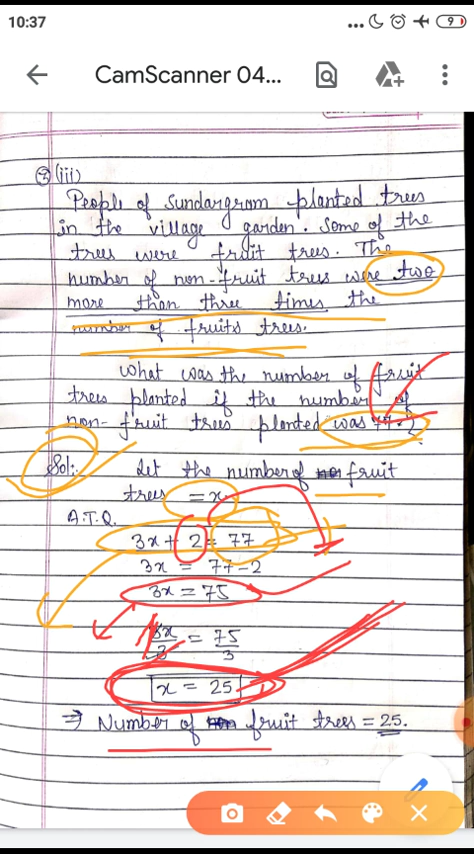 10:37
... 9
CamScanner 04...
② (iii)
People of Sundargram planted trees
in the village garden. Some of the
trees were fruit trees. The
number of non-fruit trees were two
more than three times the
number of fruits trees.
What was the number of fruit
trees planted if the number of
non-fruit trees planted was 77.?
Sol:.
let the number of fruit
trees = x
A.T.Q.
3x + 2 = 77
3x = 77-2
3x = 75
3x/3 = 75/3
x = 25
⇒ Number of fruit trees = 25.